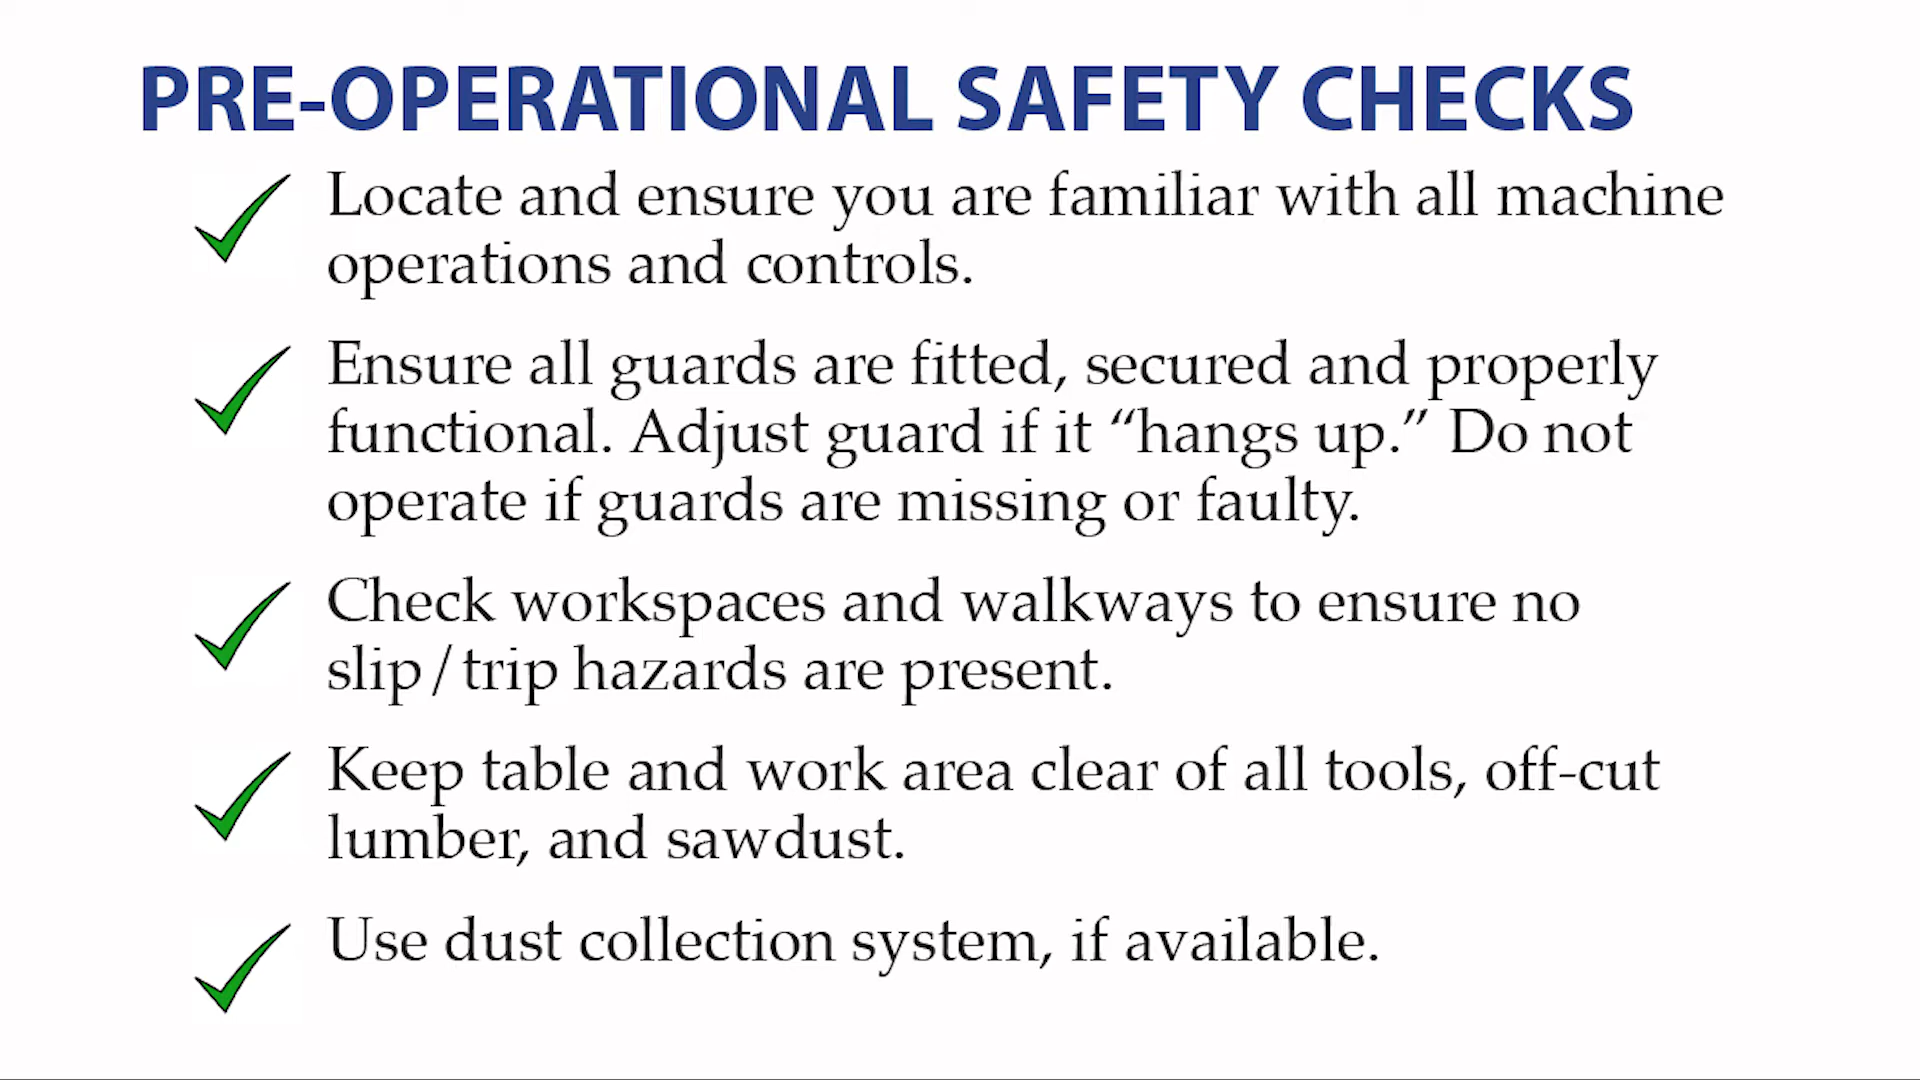 PRE-OPERATIONAL SAFETY CHECKS
Locate and ensure you are familiar with all machine
operations and controls.
Ensure all guards are fitted, secured and properly
functional. Adjust guard if it “hangs up.” Do not
operate if guards are missing or faulty.
Check workspaces and walkways to ensure no
slip/trip hazards are present.
Keep table and work area clear of all tools, off-cut
lumber, and sawdust.
Use dust collection system, if available.